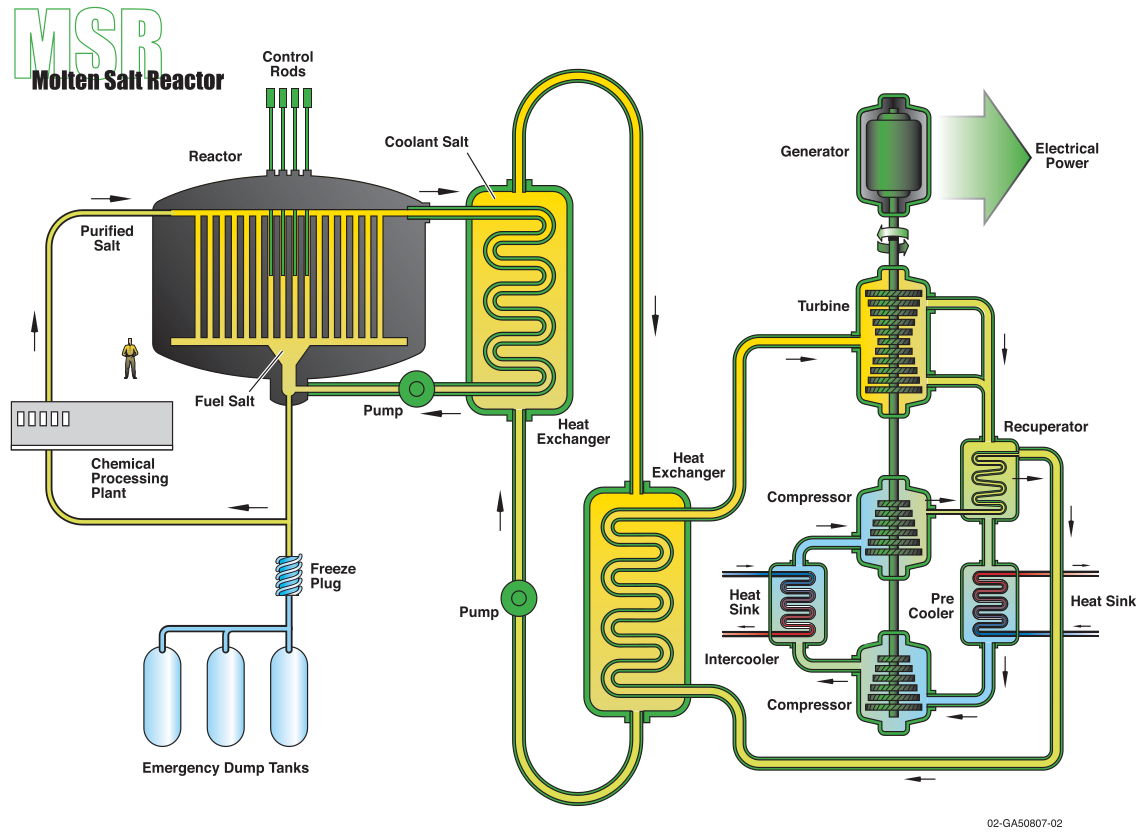 MSR
Molten Salt Reactor
Control
Rods
Reactor
Coolant Salt
Purified
Salt
Fuel Salt
Pump
Heat
Exchanger
Chemical
Processing
Plant
Freeze
Plug
Emergency Dump Tanks
Pump
Heat
Exchanger
Generator
Electrical
Power
Turbine
Recuperator
Compressor
Heat
Sink
Pre
Cooler
Heat Sink
Intercooler
Compressor
02-GA50807-02